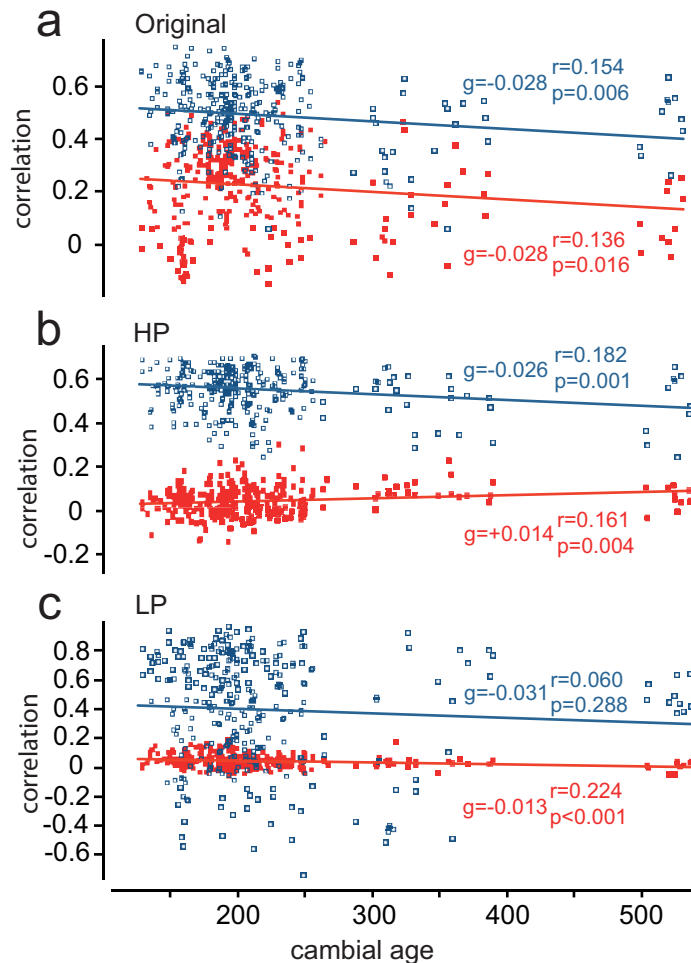 a Original
0.6
0.4
0.2
0
correlation
g=-0.028 r=0.154
p=0.006
g=-0.028 r=0.136
p=0.016
b HP
0.6
0.4
0.2
0
-0.2
correlation
g=-0.026 r=0.182
p=0.001
g=+0.014 r=0.161
p=0.004
c LP
0.8
0.6
0.4
0.2
0
-0.2
-0.4
-0.6
correlation
g=-0.031 r=0.060
p=0.288
g=-0.013 r=0.224
p<0.001
200 300 400 500
cambial age